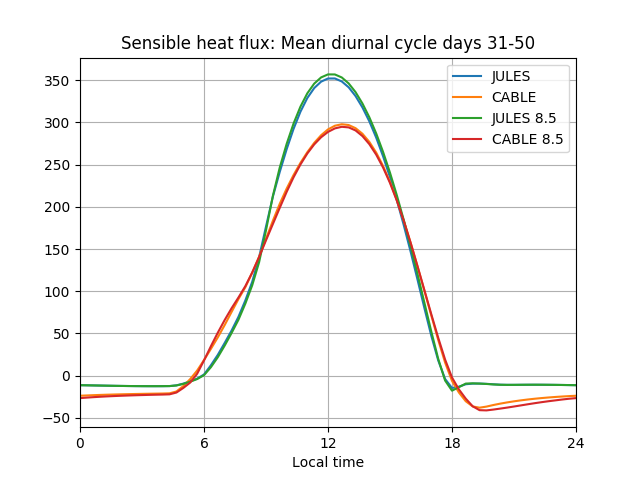 Sensible heat flux: Mean diurnal cycle days 31-50
JULES
CABLE
JULES 8.5
CABLE 8.5
350
300
250
200
150
100
50
0
−50
0 6 12 18 24
Local time